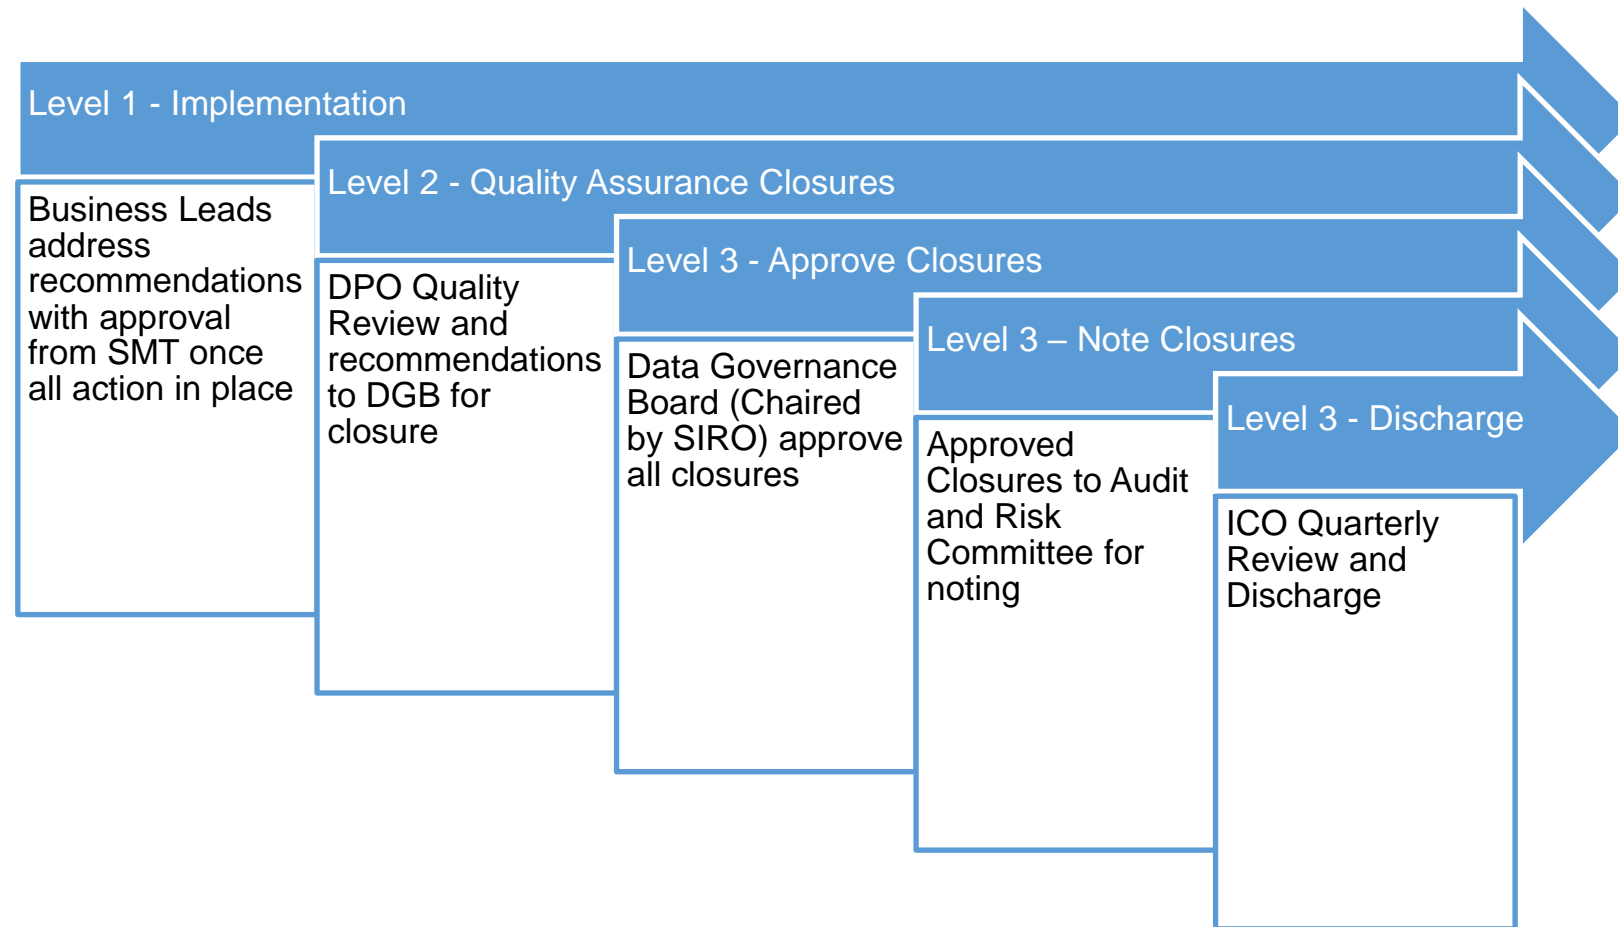 Level 1 - Implementation
Business Leads
address
recommendations
with approval
from SMT once
all action in place
Level 2 - Quality Assurance Closures
DPO Quality
Review and
recommendations
to DGB for
closure
Level 3 - Approve Closures
Data Governance
Board (Chaired
by SIRO) approve
all closures
Level 3 – Note Closures
Approved
Closures to Audit
and Risk
Committee for
noting
Level 3 - Discharge
ICO Quarterly
Review and
Discharge